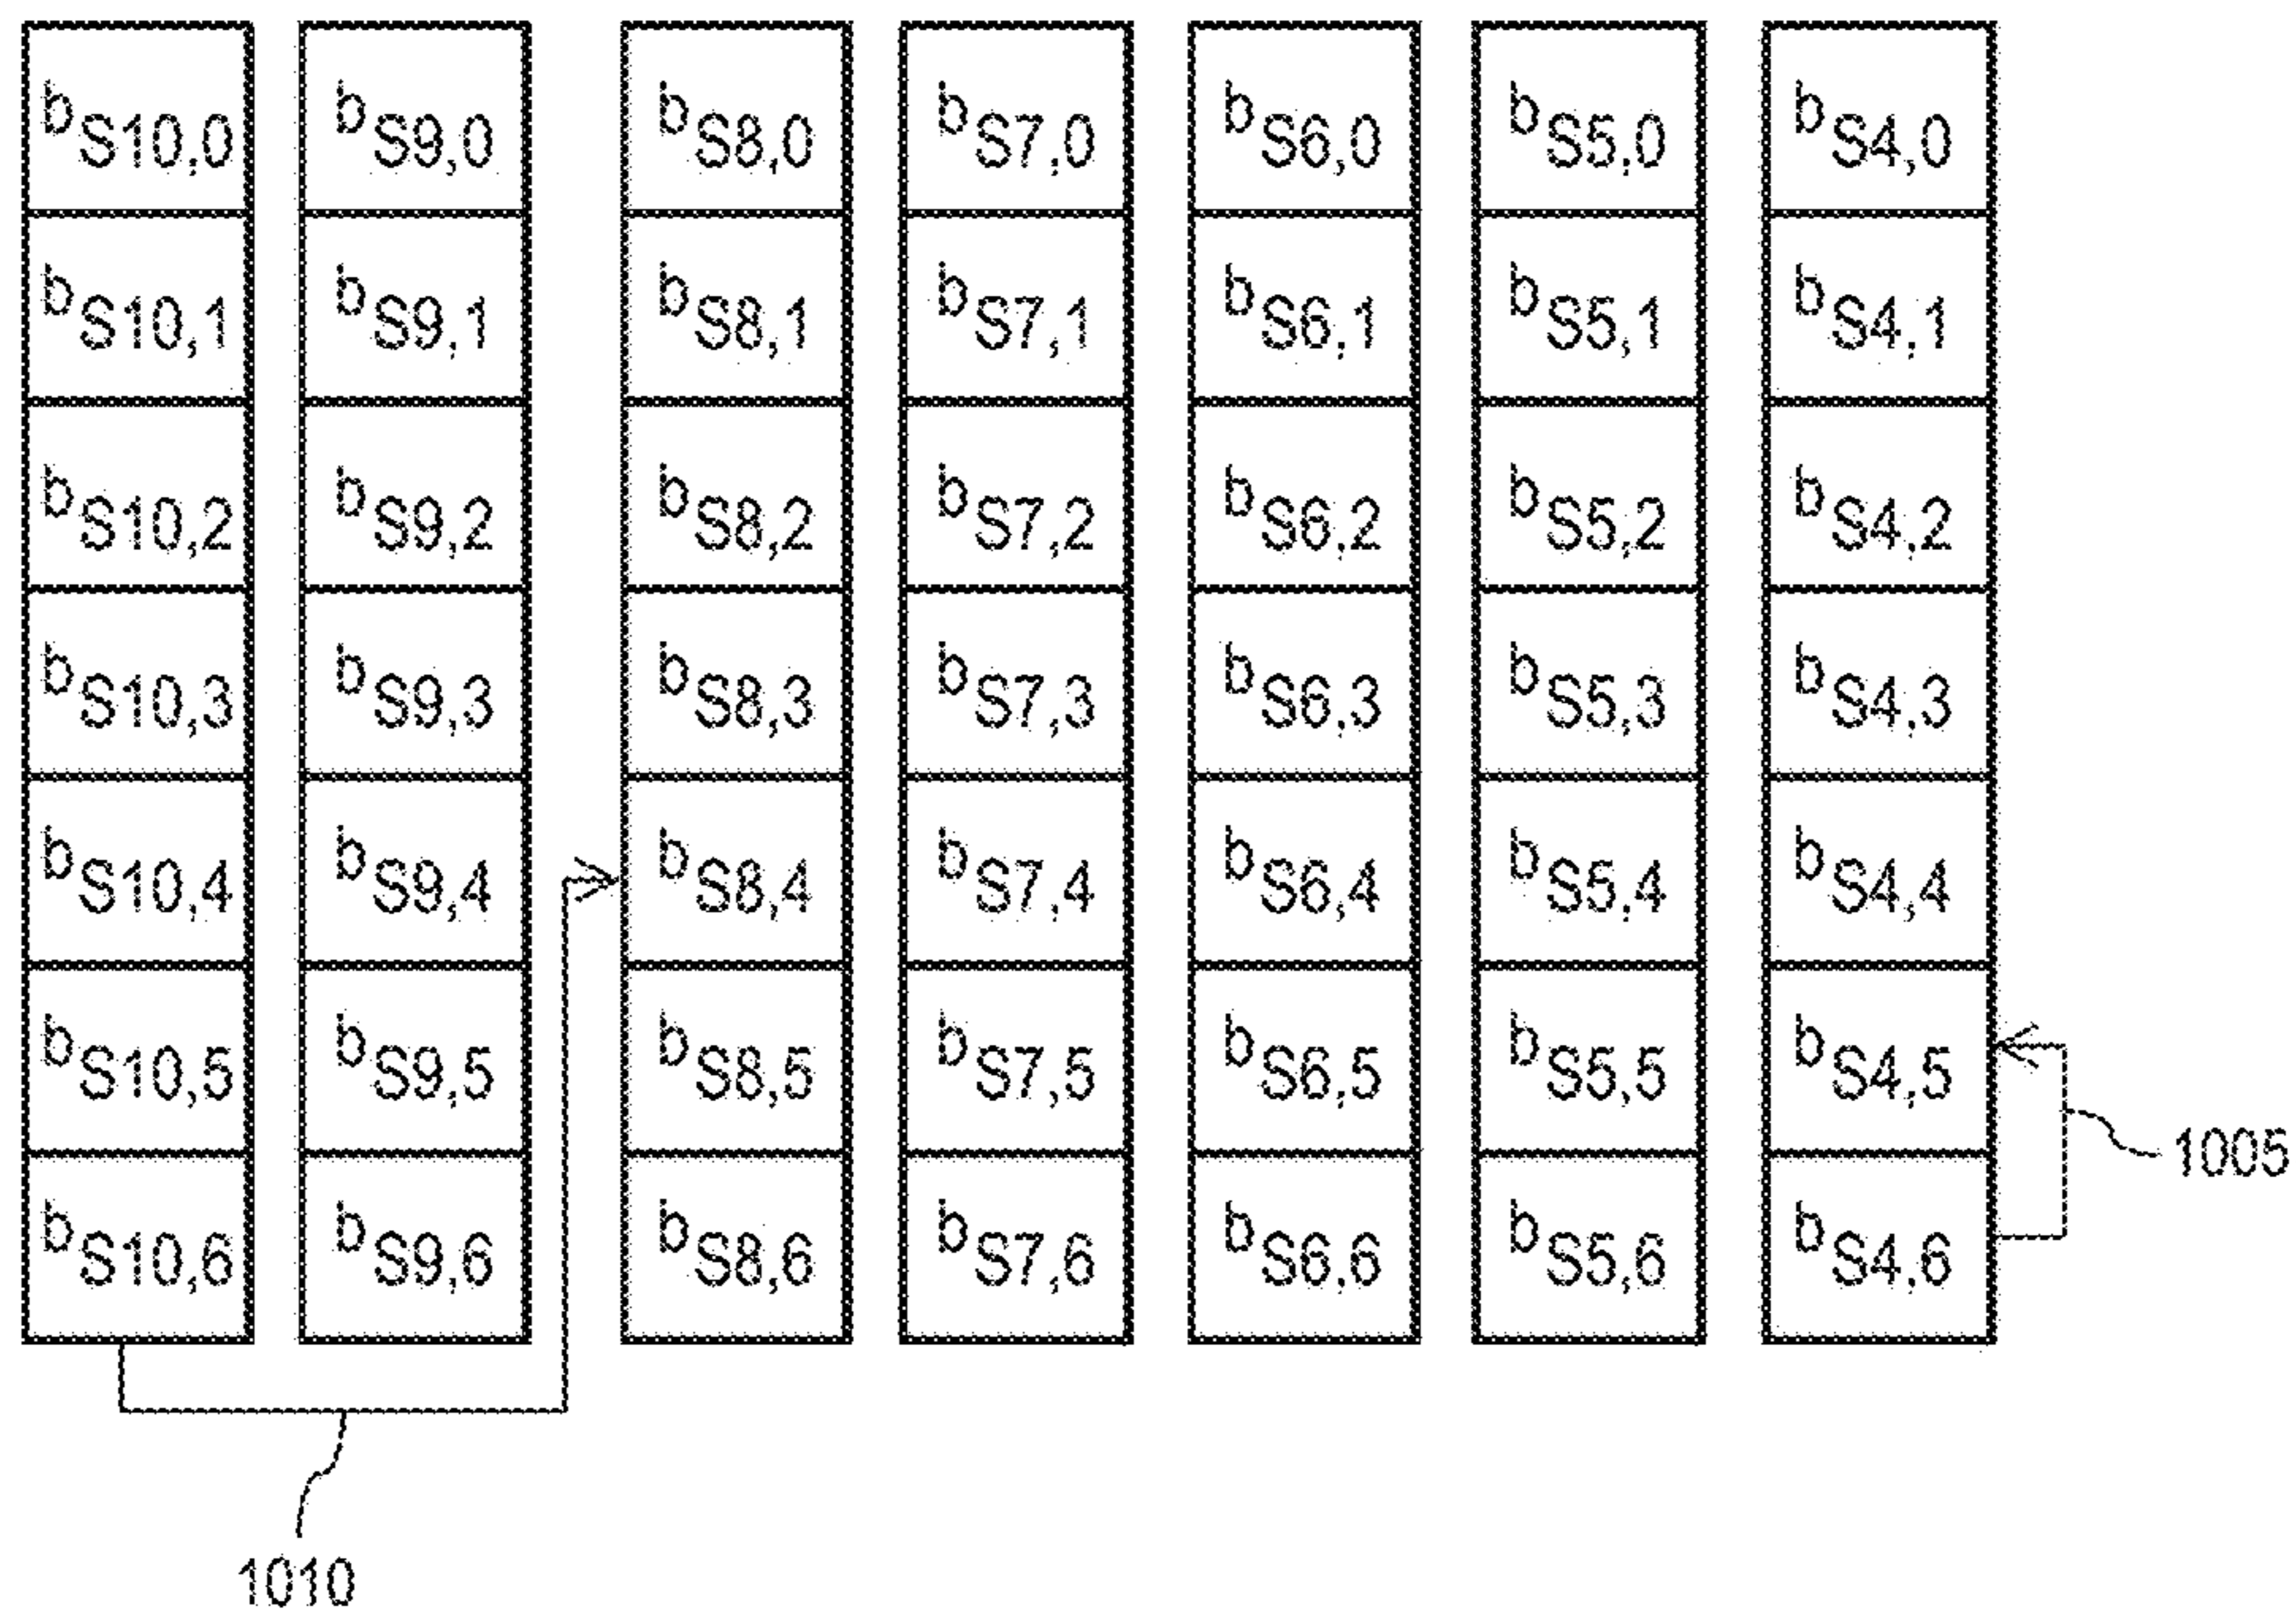 bS10,0 bS9,0 bS8,0 bS7,0 bS6,0 bS5,0 bS4,0
bS10,1 bS9,1 bS8,1 bS7,1 bS6,1 bS5,1 bS4,1
bS10,2 bS9,2 bS8,2 bS7,2 bS6,2 bS5,2 bS4,2
bS10,3 bS9,3 bS8,3 bS7,3 bS6,3 bS5,3 bS4,3
bS10,4 bS9,4 bS8,4 bS7,4 bS6,4 bS5,4 bS4,4
bS10,5 bS9,5 bS8,5 bS7,5 bS6,5 bS5,5 bS4,5
1005
bS10,6 bS9,6 bS8,6 bS7,6 bS6,6 bS5,6 bS4,6
1010